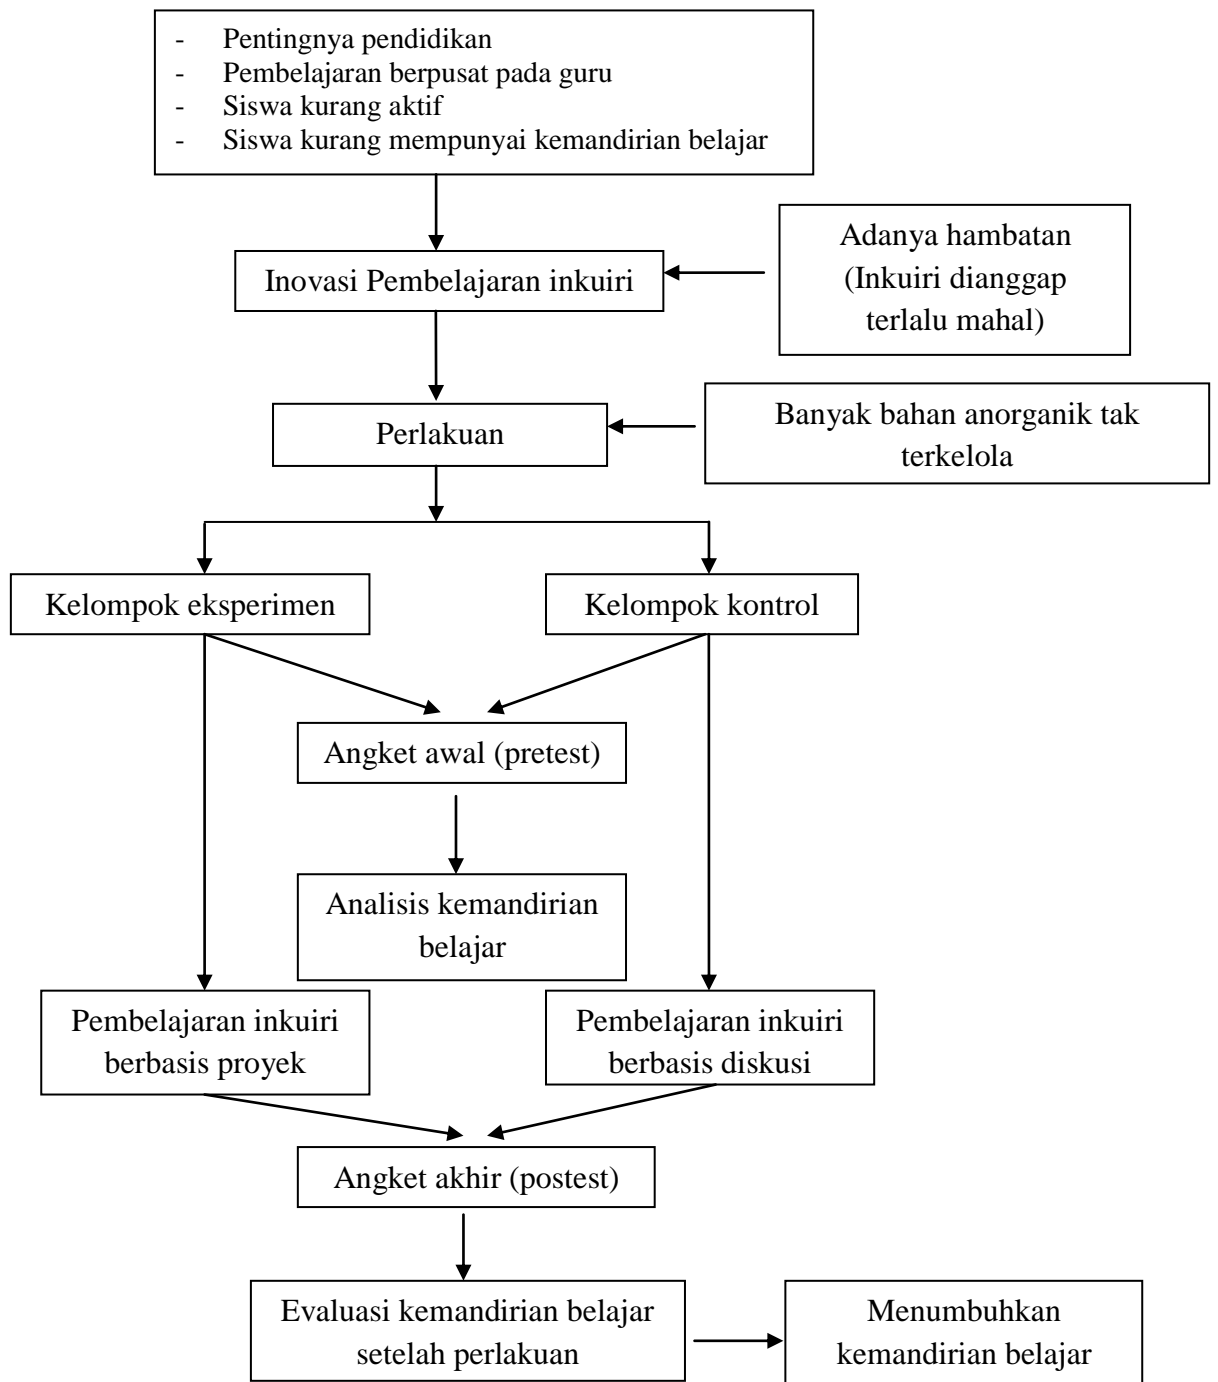 - Pentingnya pendidikan
- Pembelajaran berpusat pada guru
- Siswa kurang aktif
- Siswa kurang mempunyai kemandirian belajar
Adanya hambatan
(Inkuiri dianggap
terlalu mahal)
Inovasi Pembelajaran inkuiri
Banyak bahan anorganik tak
terkelola
Perlakuan
Kelompok eksperimen
Kelompok kontrol
Angket awal (pretest)
Analisis kemandirian
belajar
Pembelajaran inkuiri
berbasis proyek
Pembelajaran inkuiri
berbasis diskusi
Angket akhir (postest)
Evaluasi kemandirian belajar
setelah perlakuan
Menumbuhkan
kemandirian belajar